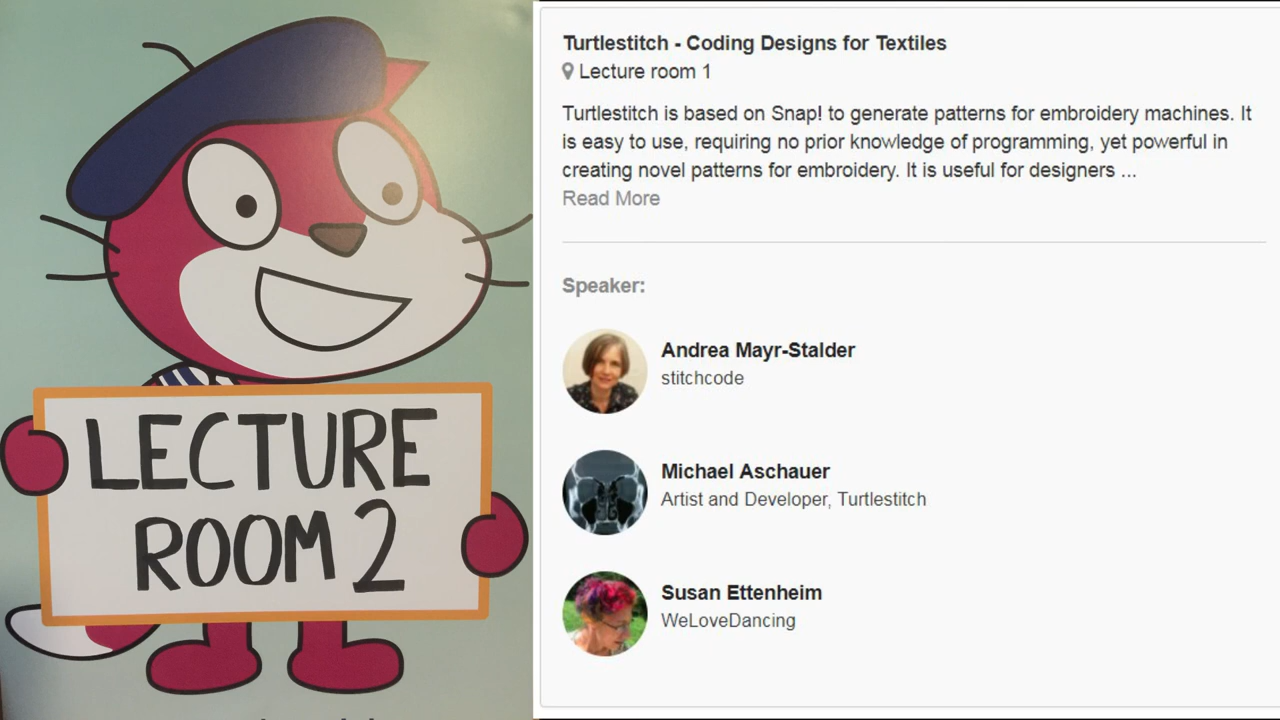 LECTURE
ROOM 2
Turtlestitch - Coding Designs for Textiles
Lecture room 1
Turtlestitch is based on Snap! to generate patterns for embroidery machines. It
is easy to use, requiring no prior knowledge of programming, yet powerful in
creating novel patterns for embroidery. It is useful for designers ...
Read More
Speaker:
Andrea Mayr-Stalder
stitchcode
Michael Aschauer
Artist and Developer, Turtlestitch
Susan Ettenheim
WeLoveDancing